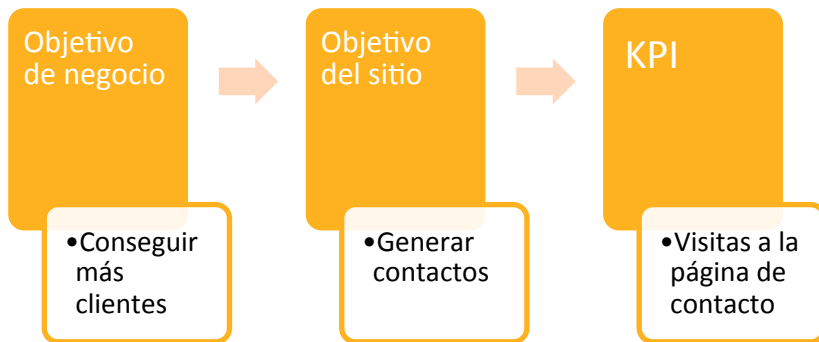 Objetivo
de negocio
•Conseguir
más
clientes
Objetivo
del sitio
•Generar
contactos
KPI
•Visitas a la
página de
contacto